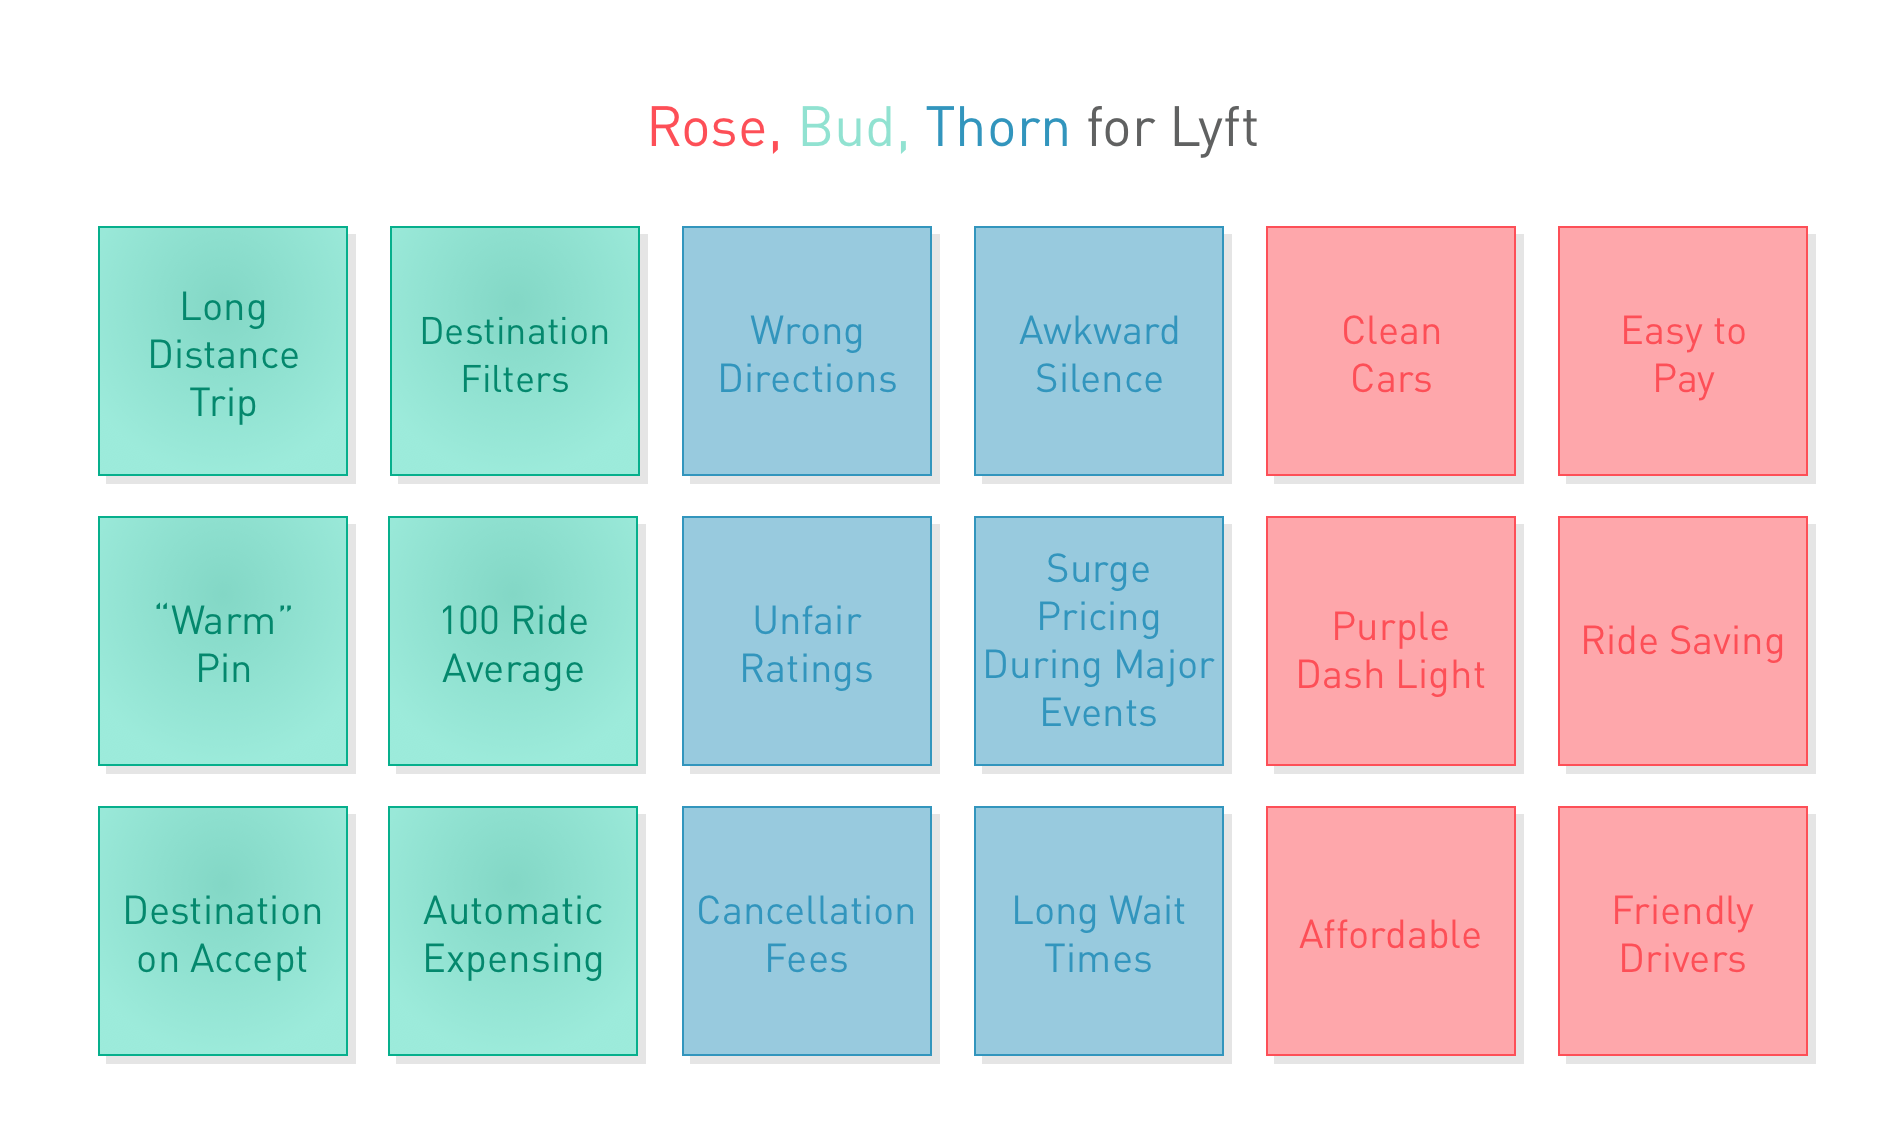 Rose, Bud, Thorn for Lyft
Long
Distance
Trip
Destination
Filters
Wrong
Directions
Awkward
Silence
Clean
Cars
Easy to
Pay
“Warm”
Pin
100 Ride
Average
Unfair
Ratings
Surge
Pricing
During Major
Events
Purple
Dash Light
Ride Saving
Destination
on Accept
Automatic
Expensing
Cancellation
Fees
Long Wait
Times
Affordable
Friendly
Drivers